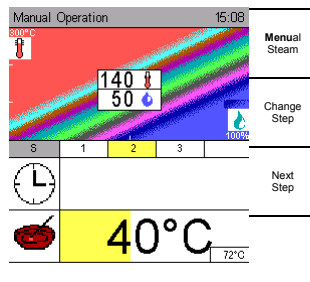 Manual Operation 15:08
300°C
Menual
Steam
140
50
Change
Step
100%
S 1 2 3
Next
Step
40°C
72°C